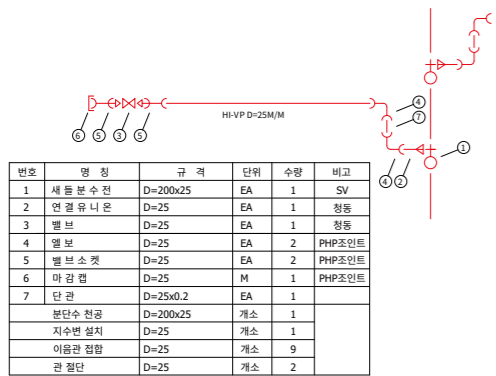 HI-VP D=25M/M
4
7
1
6 5 3 5
4 2
번호 명 칭 규 격 단위 수량 비고
1 새들분수전 D=200x25 EA 1 SV
2 연결유니온 D=25 EA 1 청동
3 밸브 D=25 EA 1 청동
4 엘보 D=25 EA 2 PHP조인트
5 밸브소켓 D=25 EA 2 PHP조인트
6 마감캡 D=25 M 1 PHP조인트
7 단관 D=25x0.2 EA 1
분단수 천공 D=200x25 개소 1
지수변 설치 D=25 개소 1
이음관 접합 D=25 개소 9
관 절단 D=25 개소 2